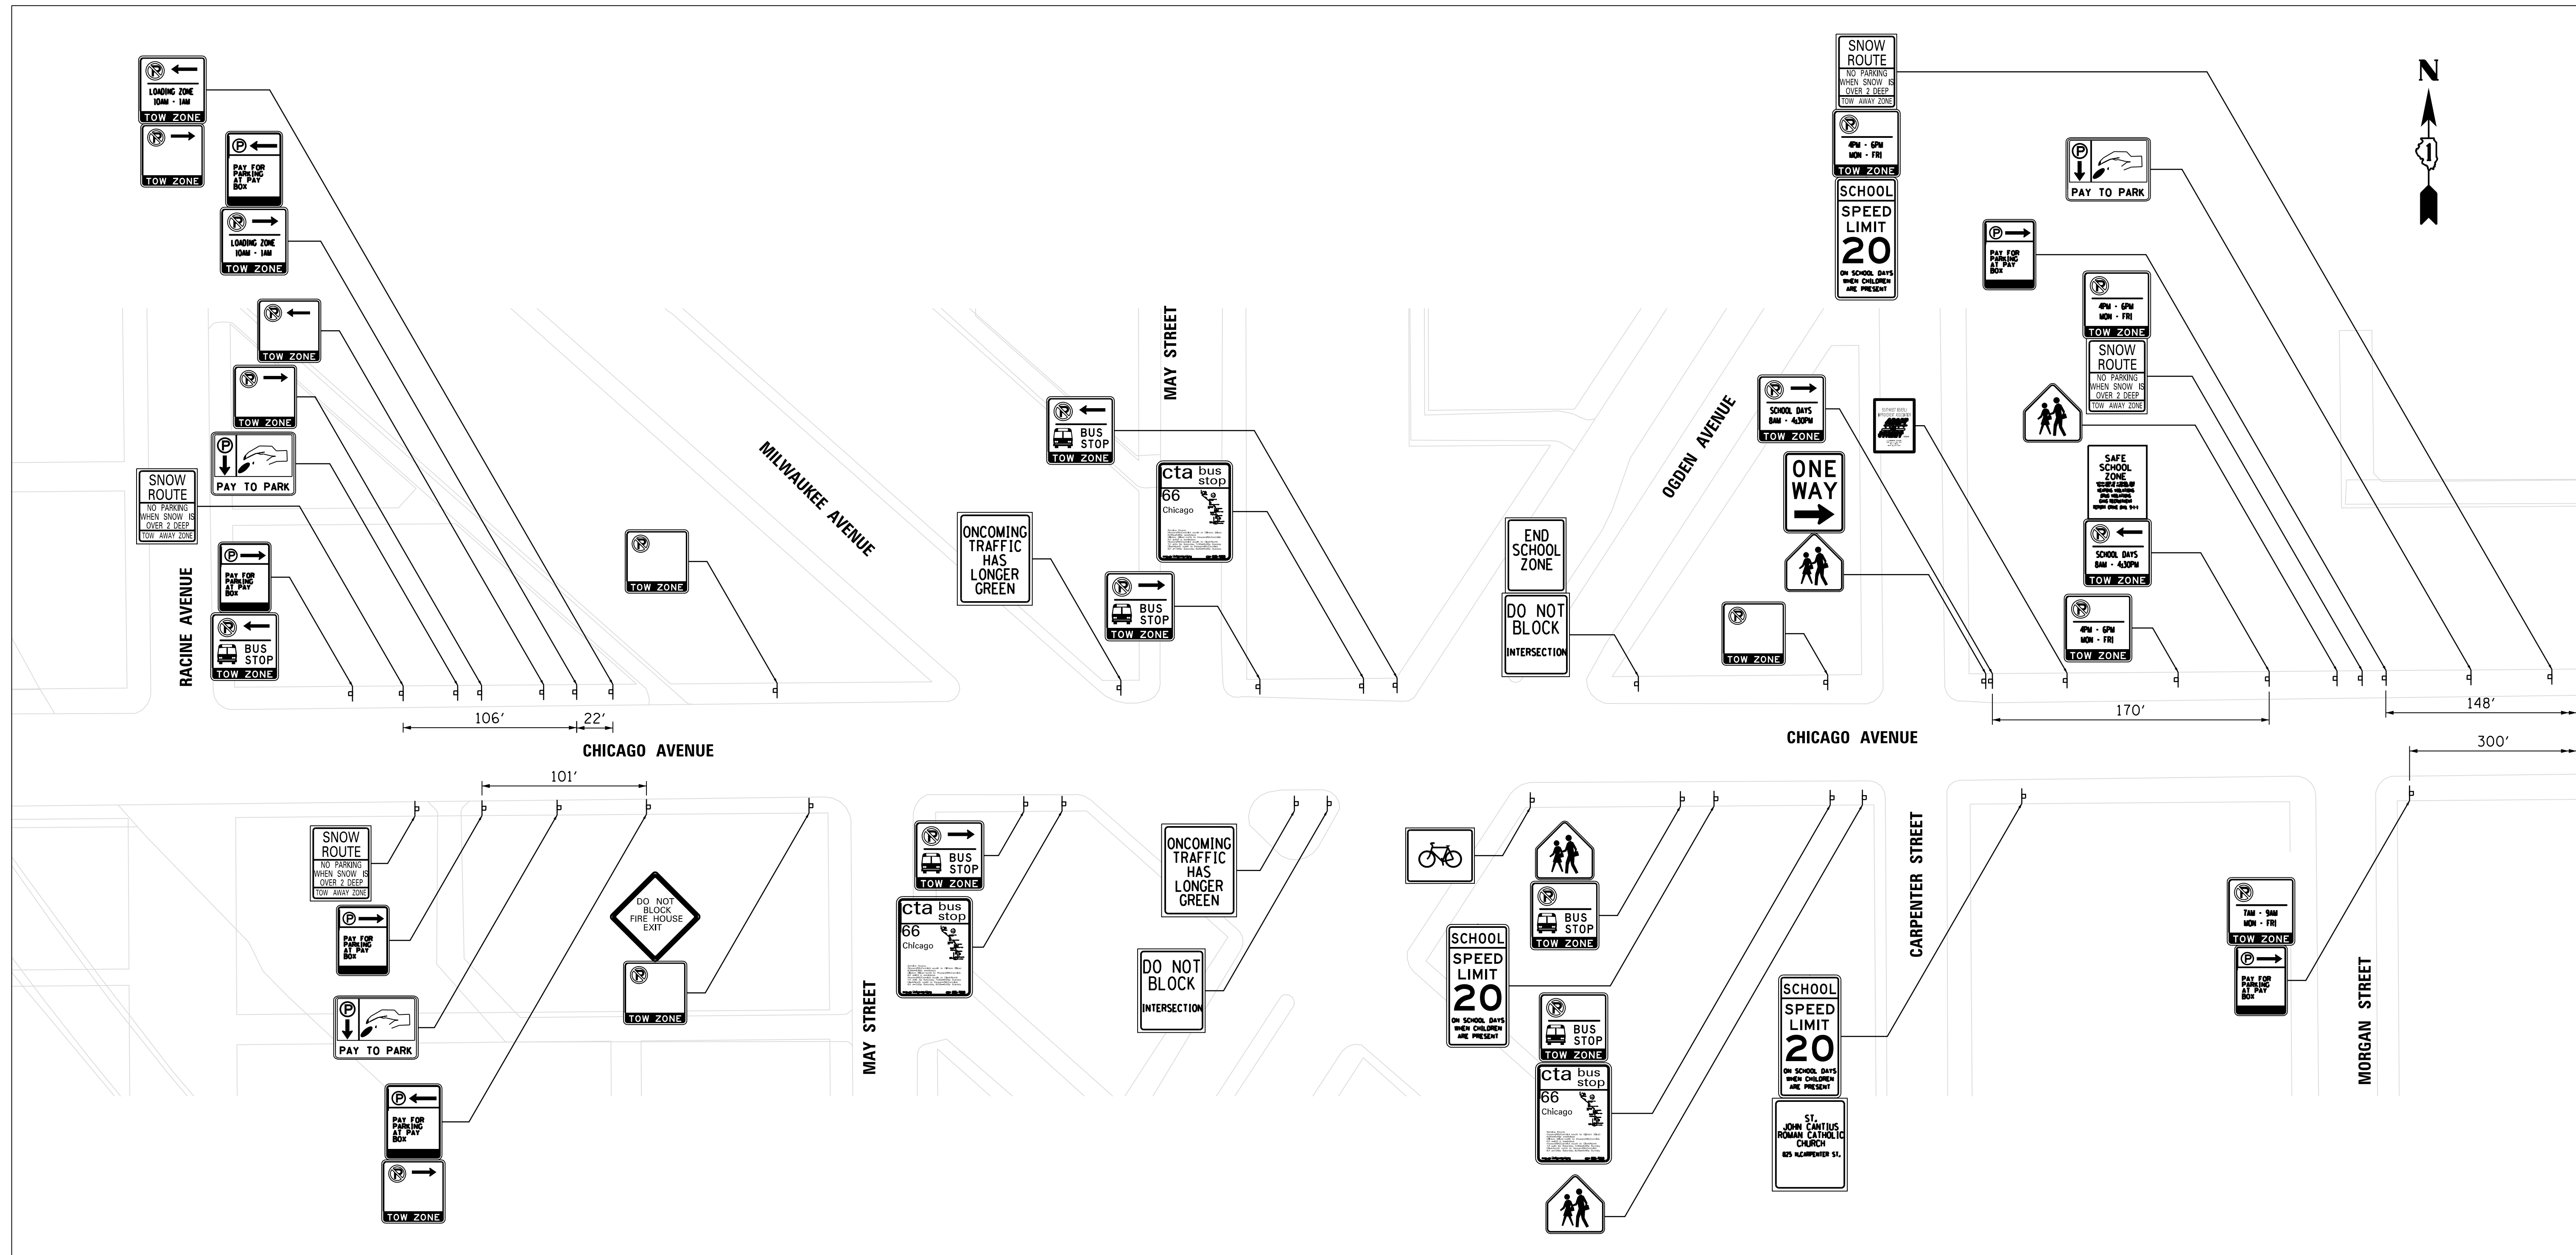 LOADING ZONE
10AM - 1AM
TOW ZONE
TOW ZONE
P
PAY FOR
PARKING
AT PAY
BOX
LOADING ZONE
10AM - 1AM
TOW ZONE
TOW ZONE
TOW ZONE
P
PAY TO PARK
SNOW
ROUTE
NO PARKING
WHEN SNOW IS
OVER 2 DEEP
TOW AWAY ZONE
P
PAY FOR
PARKING
AT PAY
BOX
BUS
STOP
TOW ZONE
RACINE AVENUE
TOW ZONE
MILWAUKEE AVENUE
ONCOMING
TRAFFIC
HAS
LONGER
GREEN
MAY STREET
BUS
STOP
TOW ZONE
cta bus
stop
66
Chicago
BUS
STOP
TOW ZONE
END
SCHOOL
ZONE
DO NOT
BLOCK
INTERSECTION
OGDEN AVENUE
SNOW
ROUTE
NO PARKING
WHEN SNOW IS
OVER 2 DEEP
TOW AWAY ZONE
4PM - 6PM
MON - FRI
TOW ZONE
SCHOOL
SPEED
LIMIT
20
ON SCHOOL DAYS
WHEN CHILDREN
ARE PRESENT
SCHOOL DAYS
8AM - 4:30PM
TOW ZONE
ONE
WAY
TOW ZONE
P
PAY TO PARK
P
PAY FOR
PARKING
AT PAY
BOX
4PM - 6PM
MON - FRI
TOW ZONE
SNOW
ROUTE
NO PARKING
WHEN SNOW IS
OVER 2 DEEP
TOW AWAY ZONE
SAFE
SCHOOL
ZONE
SCHOOL DAYS
8AM - 4:30PM
TOW ZONE
4PM - 6PM
MON - FRI
TOW ZONE
N
1
106'
22'
170'
148'
CHICAGO AVENUE
CHICAGO AVENUE
300'
101'
SNOW
ROUTE
NO PARKING
WHEN SNOW IS
OVER 2 DEEP
TOW AWAY ZONE
P
PAY FOR
PARKING
AT PAY
BOX
P
PAY TO PARK
P
PAY FOR
PARKING
AT PAY
BOX
TOW ZONE
DO NOT
BLOCK
FIRE HOUSE
EXIT
TOW ZONE
MAY STREET
BUS
STOP
TOW ZONE
cta bus
stop
66
Chicago
ONCOMING
TRAFFIC
HAS
LONGER
GREEN
DO NOT
BLOCK
INTERSECTION
BUS
STOP
TOW ZONE
SCHOOL
SPEED
LIMIT
20
ON SCHOOL DAYS
WHEN CHILDREN
ARE PRESENT
BUS
STOP
TOW ZONE
cta bus
stop
66
Chicago
CARPENTER STREET
SCHOOL
SPEED
LIMIT
20
ON SCHOOL DAYS
WHEN CHILDREN
ARE PRESENT
ST.
JOHN CANTIUS
ROMAN CATHOLIC
CHURCH
825 N.CARPENTER ST.
7AM - 9AM
MON - FRI
TOW ZONE
P
PAY FOR
PARKING
AT PAY
BOX
MORGAN STREET